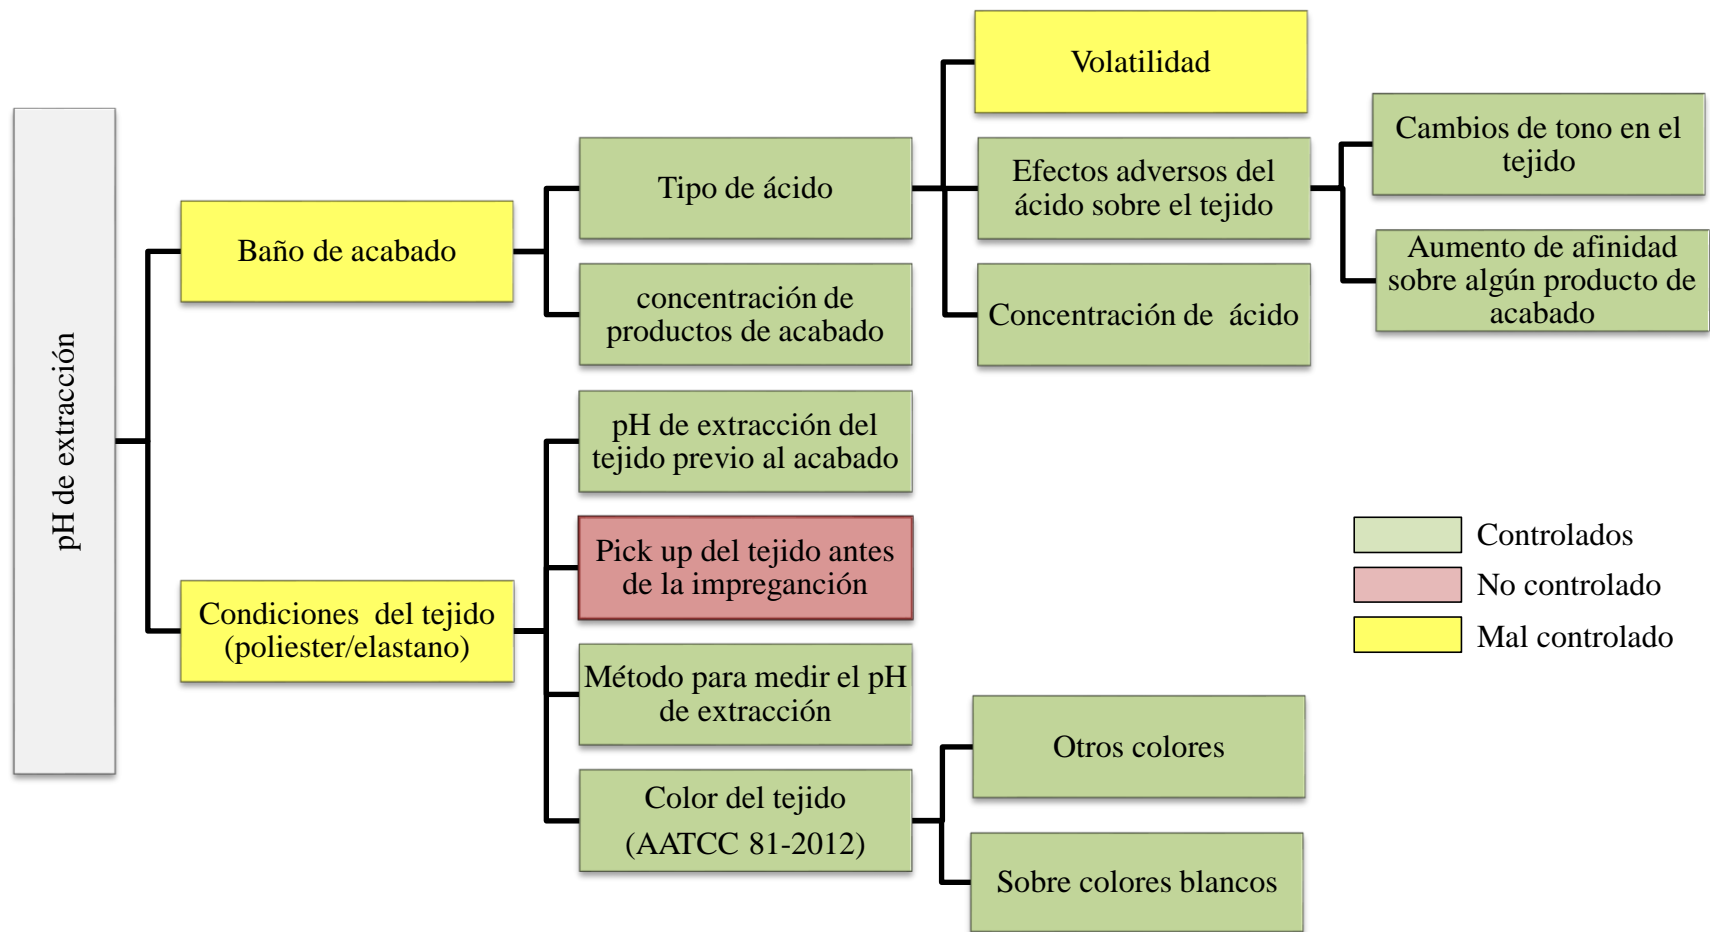 pH de extracción
Baño de acabado
Condiciones del tejido
(poliester/elastano)
Tipo de ácido
concentración de
productos de acabado
pH de extracción del
tejido previo al acabado
Pick up del tejido antes
de la impreganción
Método para medir el pH
de extracción
Color del tejido
(AATCC 81-2012)
Volatilidad
Efectos adversos del
ácido sobre el tejido
Concentración de ácido
Otros colores
Sobre colores blancos
Cambios de tono en el
tejido
Aumento de afinidad
sobre algún producto de
acabado
Controlados
No controlado
Mal controlado